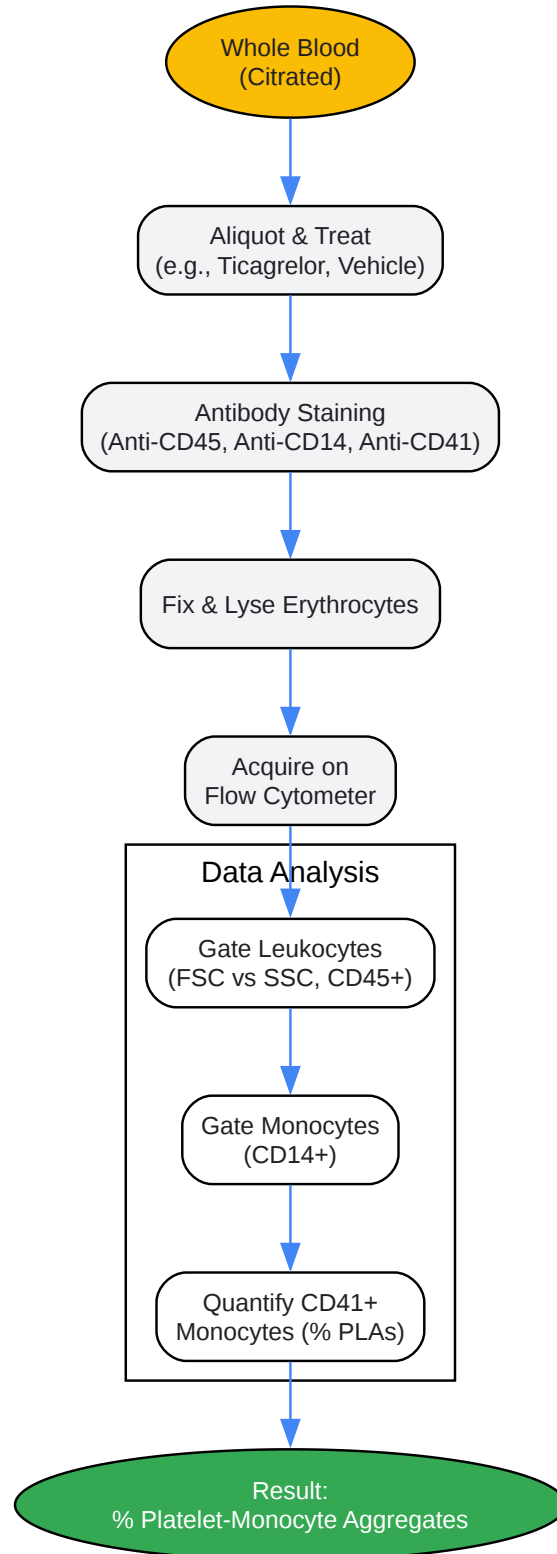 Whole Blood
(Citrated)
Aliquot & Treat
(e.g., Ticagrelor, Vehicle)
Antibody Staining
(Anti-CD45, Anti-CD14, Anti-CD41)
Fix & Lyse Erythrocytes
Acquire on
Flow Cytometer
Data Analysis
Gate Leukocytes
(FSC vs SSC, CD45+)
Gate Monocytes
(CD14+)
Quantify CD41+
Monocytes (% PLAs)
Result:
% Platelet-Monocyte Aggregates